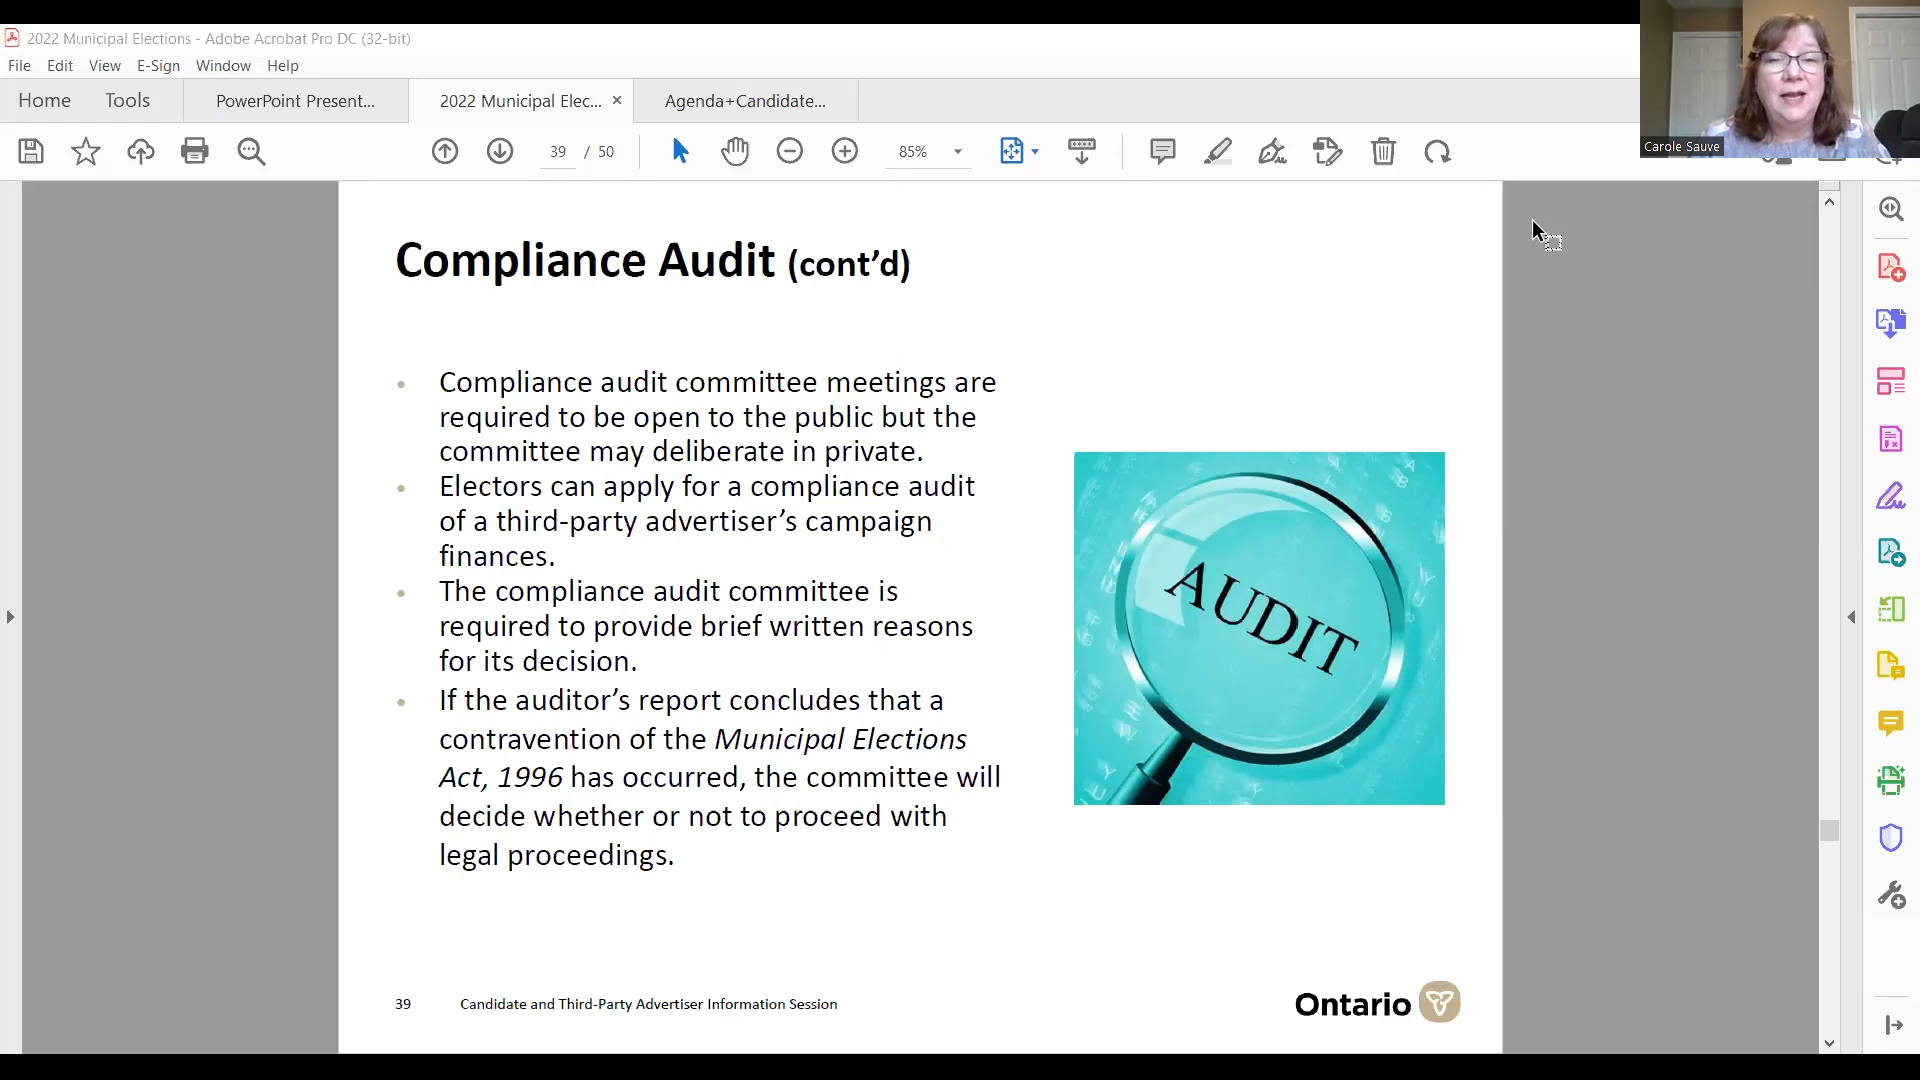 2022 Municipal Elections - Adobe Acrobat Pro DC (32-bit)
File Edit View E-Sign Window Help
Home Tools PowerPoint Present... 2022 Municipal Elec... × Agenda+Candidate...
39 / 50 85%
Carole Sauve
Compliance Audit (cont’d)
• Compliance audit committee meetings are
required to be open to the public but the
committee may deliberate in private.
• Electors can apply for a compliance audit
of a third-party advertiser’s campaign
finances.
• The compliance audit committee is
required to provide brief written reasons
for its decision.
• If the auditor’s report concludes that a
contravention of the Municipal Elections
Act, 1996 has occurred, the committee will
decide whether or not to proceed with
legal proceedings.
AUDIT
39 Candidate and Third-Party Advertiser Information Session
Ontario